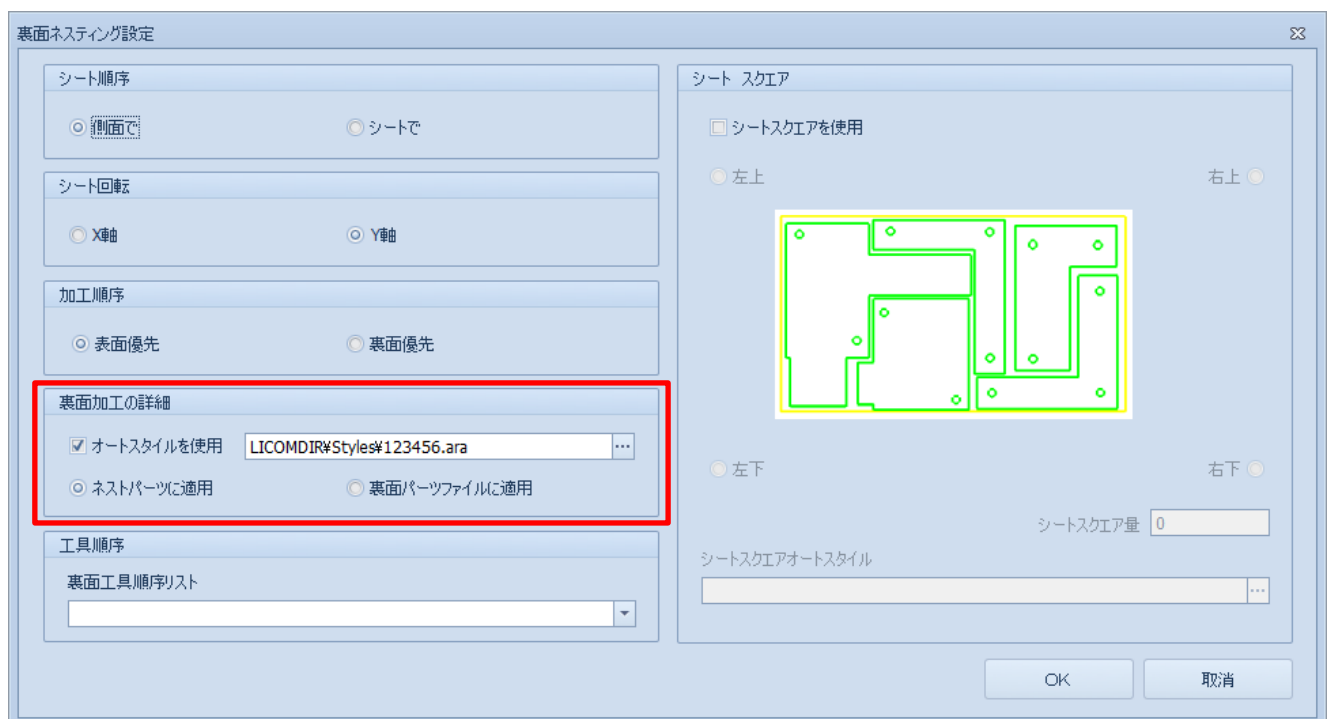 裏面ネスティング設定
シート順序
側面で
シートで
シート回転
X軸
Y軸
加工順序
表面優先
裏面優先
裏面加工の詳細
オートスタイルを使用
LICOMDIR¥Styles¥123456.ara
...
ネストパーツに適用
裏面パーツファイルに適用
工具順序
裏面工具順序リスト
シート スクエア
シートスクエアを使用
左上
右上
左下
右下
シートスクエア量
0
シートスクエアオートスタイル
...
OK
取消